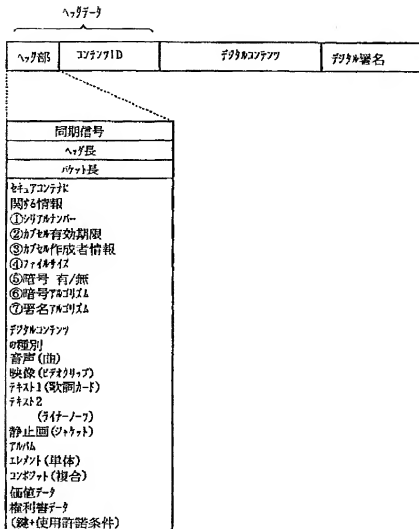 ヘッダデータ
ヘッダ部 コンテンツID デジタルコンテンツ デジタル署名
同期信号
ヘッダ長
パケット長
セキュアコンテナに
関する情報
①シリアルナンバー
②カプセル有効期限
③カプセル作成者情報
④ファイルサイズ
⑤暗号 有/無
⑥暗号アルゴリズム
⑦署名アルゴリズム
デジタルコンテンツ
の種別
音声(曲)
映像(ビデオクリップ)
テキスト1(歌詞カード)
テキスト2
(ライナーノーツ)
静止画(ジャケット)
アルバム
エレメント(単体)
コンポジット(複合)
価値データ
権利書データ
(鍵+使用許諾条件)